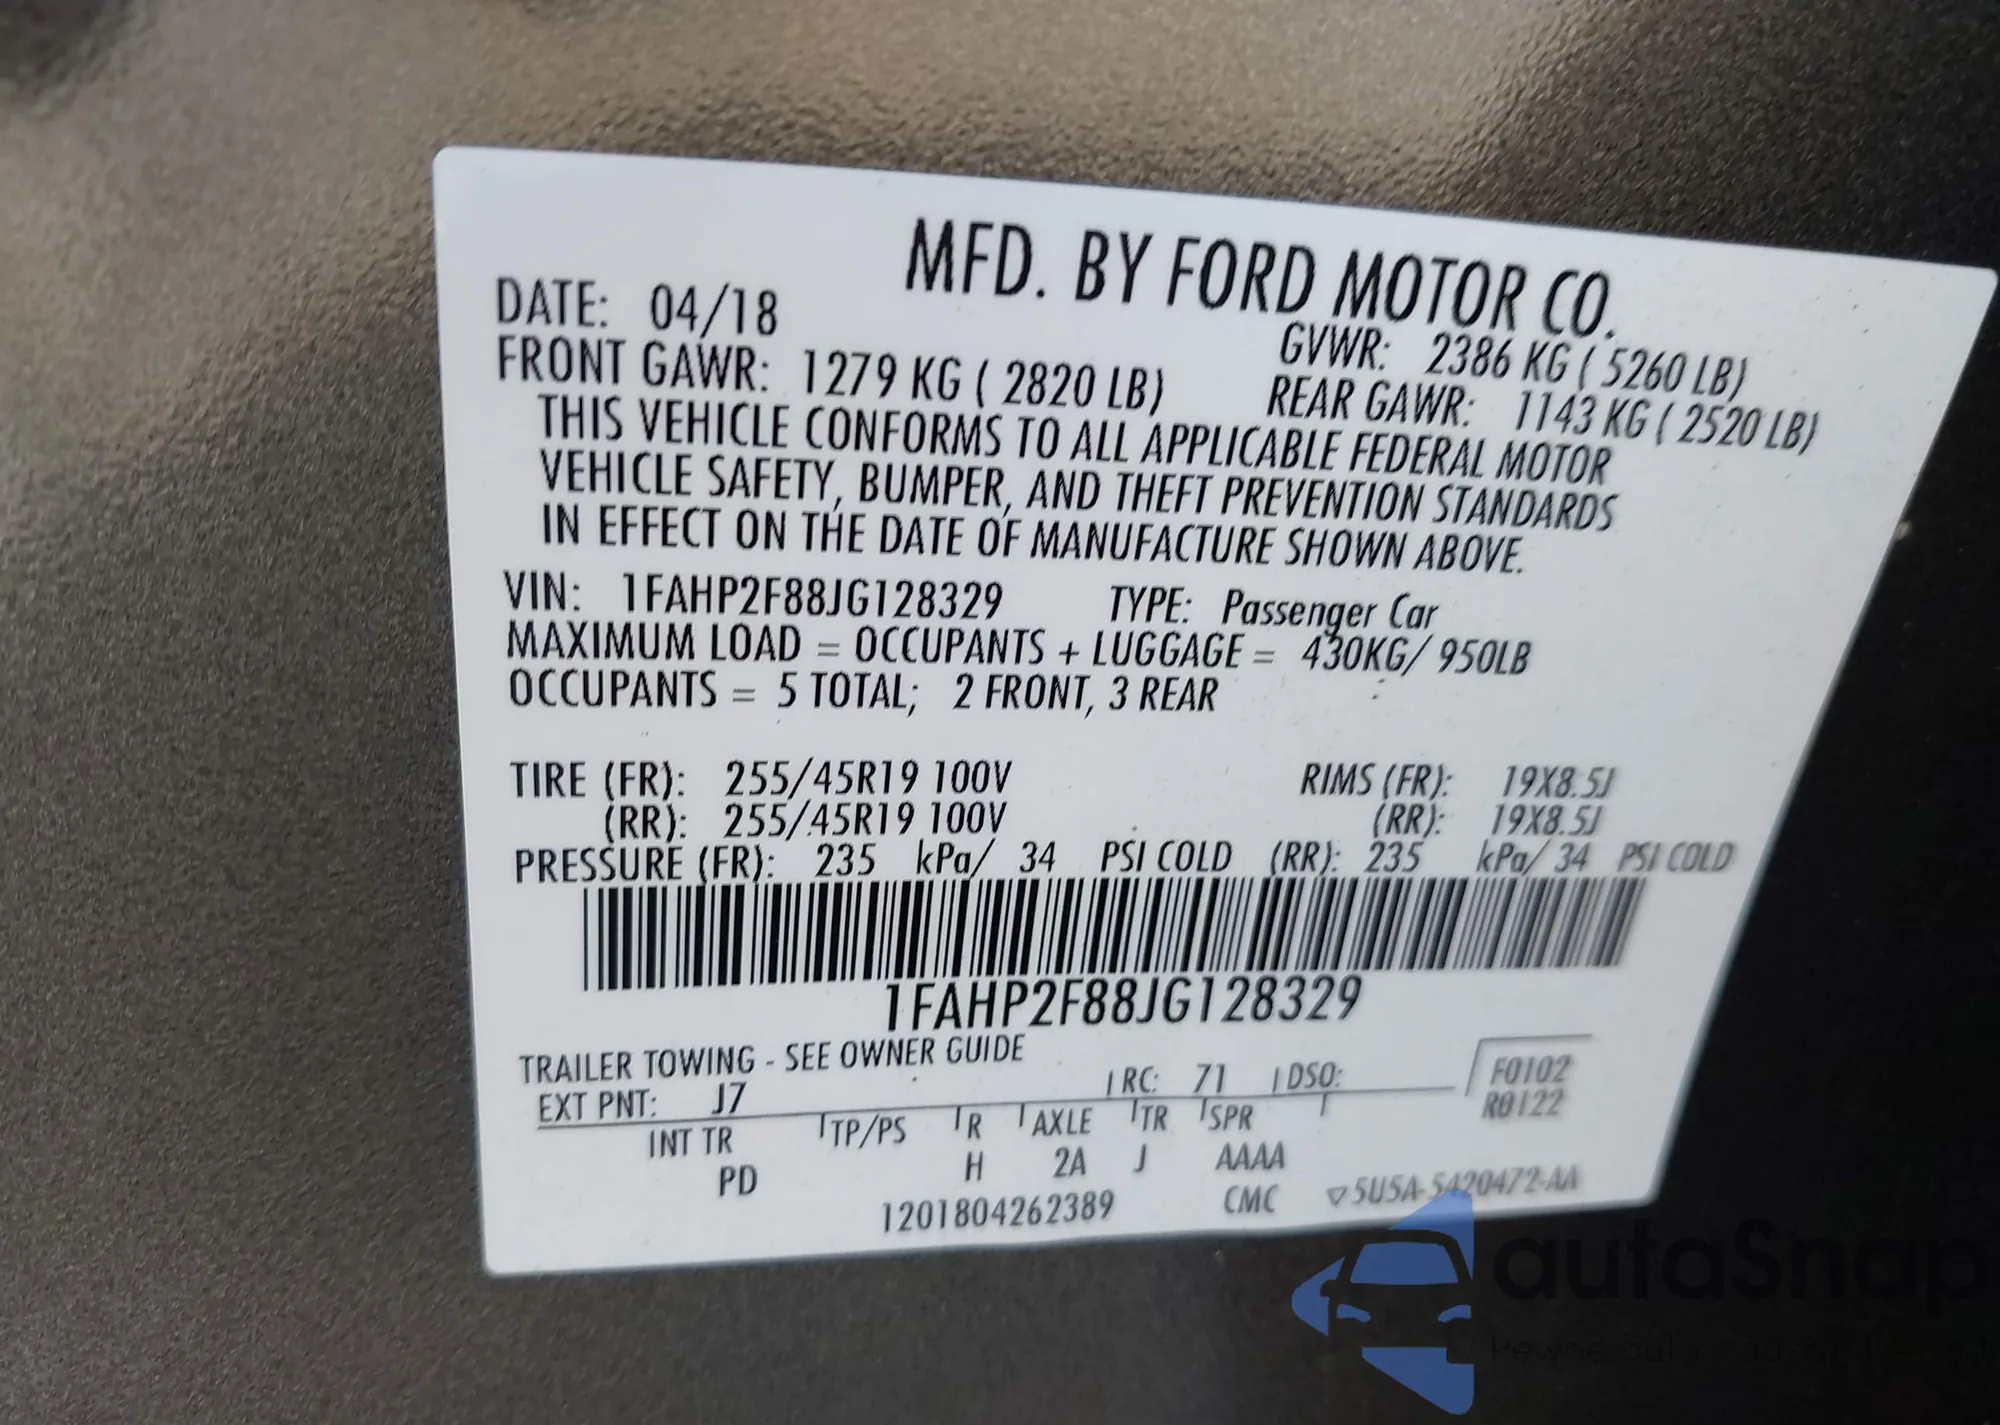 MFD. BY FORD MOTOR CO.
DATE: 04/18 GVWR: 2386 KG ( 5260 LB)
FRONT GAWR: 1279 KG ( 2820 LB) REAR GAWR: 1143 KG ( 2520 LB)
THIS VEHICLE CONFORMS TO ALL APPLICABLE FEDERAL MOTOR
VEHICLE SAFETY, BUMPER, AND THEFT PREVENTION STANDARDS
IN EFFECT ON THE DATE OF MANUFACTURE SHOWN ABOVE.
VIN: 1FAHP2F88JG128329 TYPE: Passenger Car
MAXIMUM LOAD = OCCUPANTS + LUGGAGE = 430KG/ 950LB
OCCUPANTS = 5 TOTAL; 2 FRONT, 3 REAR
TIRE (FR): 255/45R19 100V RIMS (FR): 19X8.5J
(RR): 255/45R19 100V (RR): 19X8.5J
PRESSURE (FR): 235 kPa/ 34 PSI COLD (RR): 235 kPa/ 34 PSI COLD
1FAHP2F88JG128329
TRAILER TOWING - SEE OWNER GUIDE
EXT PNT: J7 RC: 71 DSO: F0102
R0122
INT TR TP/PS R AXLE TR SPR
PD H 2A J AAAA
1201804262389 CMC ▽5U5A-5420472-AA
autaSnap